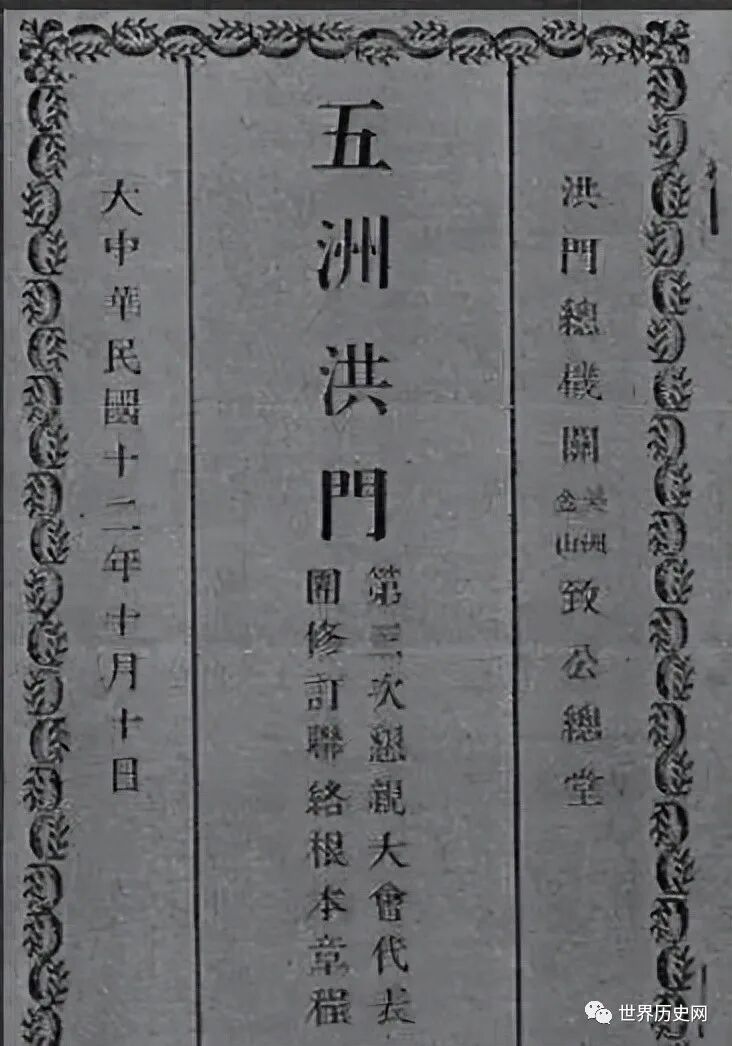 洪門總機關美洲金山致公總堂
五洲洪門
第三次懇親大會代表
團修訂聯絡根本章程
大中華民國十二年十月十日
世界历史网